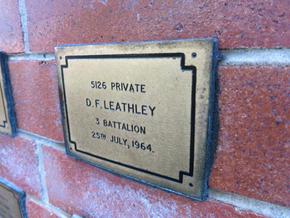 5126 PRIVATE
D.F. LEATHLEY
3 BATTALION
25TH JULY, 1964.